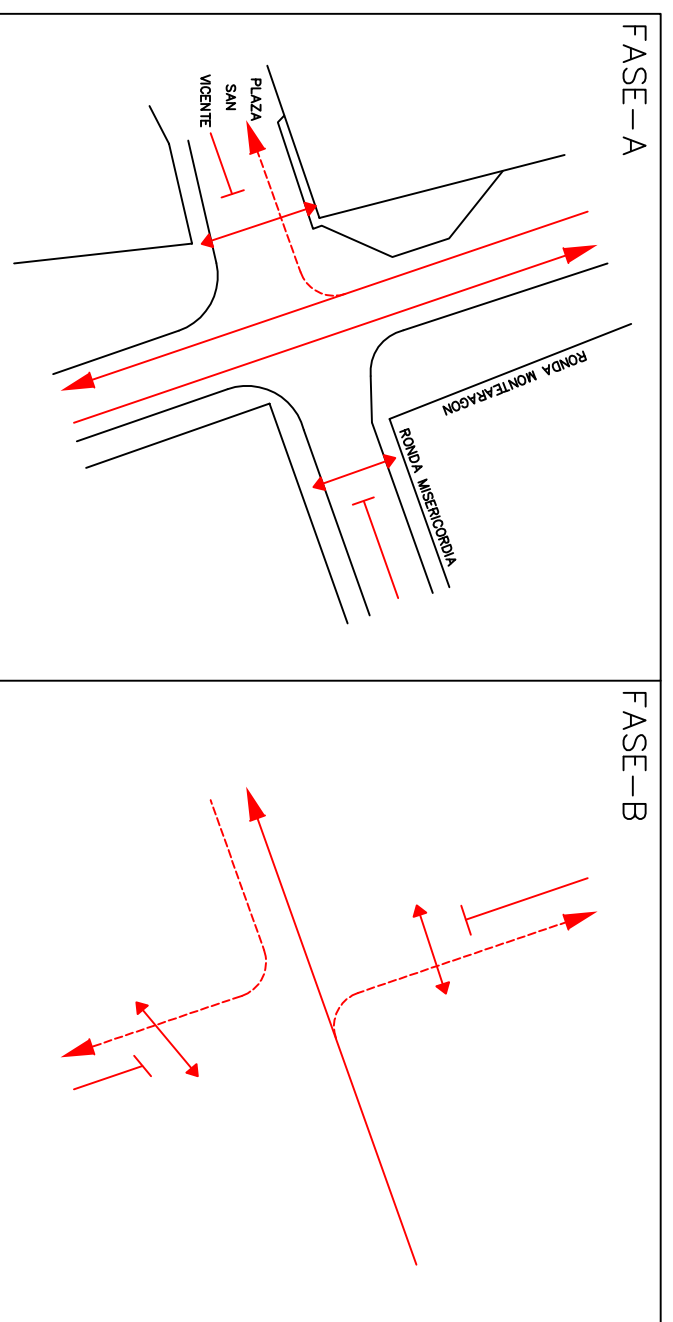 FASE-A
PLAZA
SAN
VICENTE
RONDA MONTEARAGON
RONDA MISERICORDIA
FASE-B